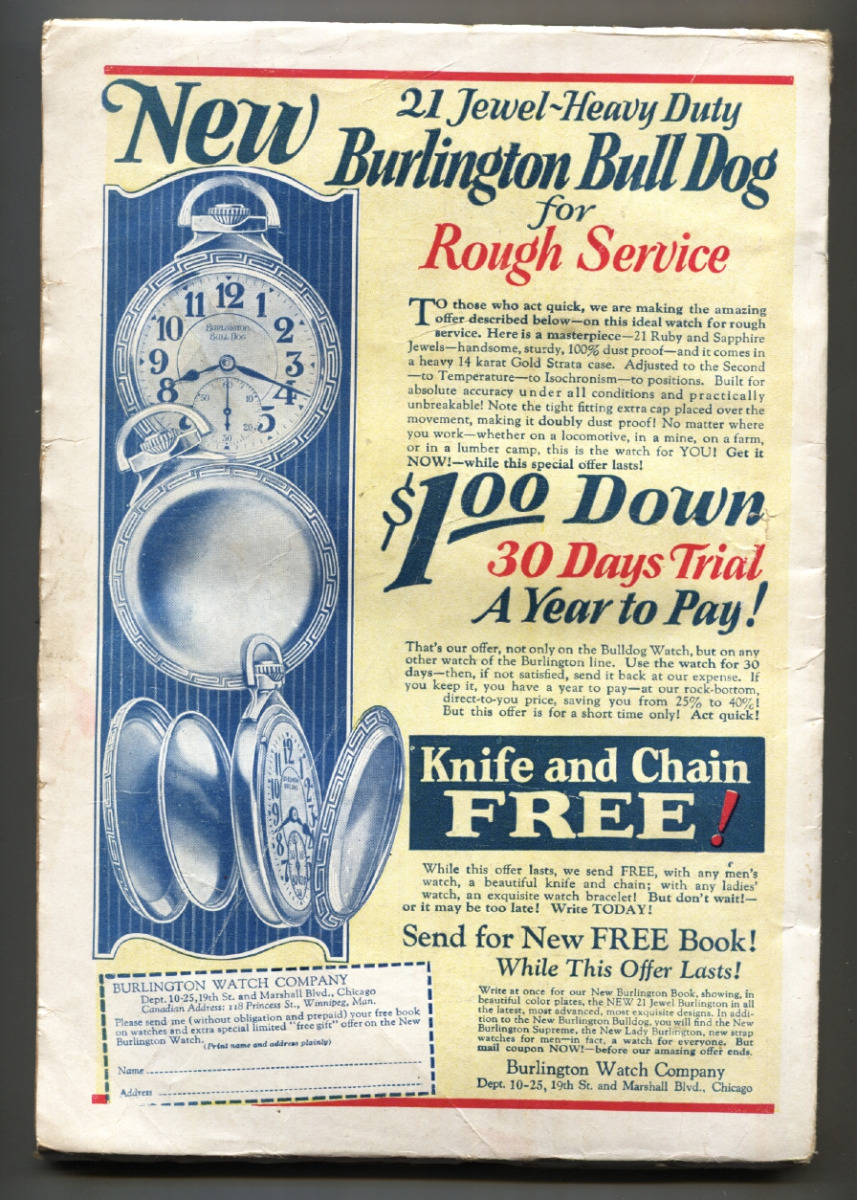 New
21 Jewel~Heavy Duty
Burlington Bull Dog
for
Rough Service
12
11
1
10
2
9
3
8
4
5
BURLINGTON
BULL DOG
60
50
10
20
30
TO those who act quick, we are making the amazing
offer described below—on this ideal watch for rough
service. Here is a masterpiece—21 Ruby and Sapphire
Jewels—handsome, sturdy, 100% dust proof—and it comes in
a heavy 14 karat Gold Strata case. Adjusted to the Second
—to Temperature—to Isochronism—to positions. Built for
absolute accuracy under all conditions and practically
unbreakable! Note the tight fitting extra cap placed over the
movement, making it doubly dust proof! No matter where
you work—whether on a locomotive, in a mine, on a farm,
or in a lumber camp, this is the watch for YOU! Get it
NOW!—while this special offer lasts!
$1.00 Down
30 Days Trial
A Year to Pay!
That's our offer, not only on the Bulldog Watch, but on any
other watch of the Burlington line. Use the watch for 30
days—then, if not satisfied, send it back at our expense. If
you keep it, you have a year to pay—at our rock-bottom,
direct-to-you price, saving you from 25% to 40%!
But this offer is for a short time only! Act quick!
Knife and Chain
FREE!
While this offer lasts, we send FREE, with any men's
watch, a beautiful knife and chain; with any ladies'
watch, an exquisite watch bracelet! But don't wait!—
or it may be too late! Write TODAY!
Send for New FREE Book!
While This Offer Lasts!
Write at once for our New Burlington Book, showing, in
beautiful color plates, the NEW 21 Jewel Burlington in all
the latest, most advanced, most exquisite designs. In addi-
tion to the New Burlington Bulldog, you will find the New
Burlington Supreme, the New Lady Burlington, new strap
watches for men—in fact, a watch for everyone. But
mail coupon NOW!—before our amazing offer ends.
Burlington Watch Company
Dept. 10-25, 19th St. and Marshall Blvd., Chicago
BURLINGTON WATCH COMPANY
Dept. 10-25, 19th St. and Marshall Blvd., Chicago
Canadian Address: 118 Princess St., Winnipeg, Man.
Please send me (without obligation and prepaid) your free book
on watches and extra special limited "free gift" offer on the New
Burlington Watch. (Print name and address plainly)
Name
Address